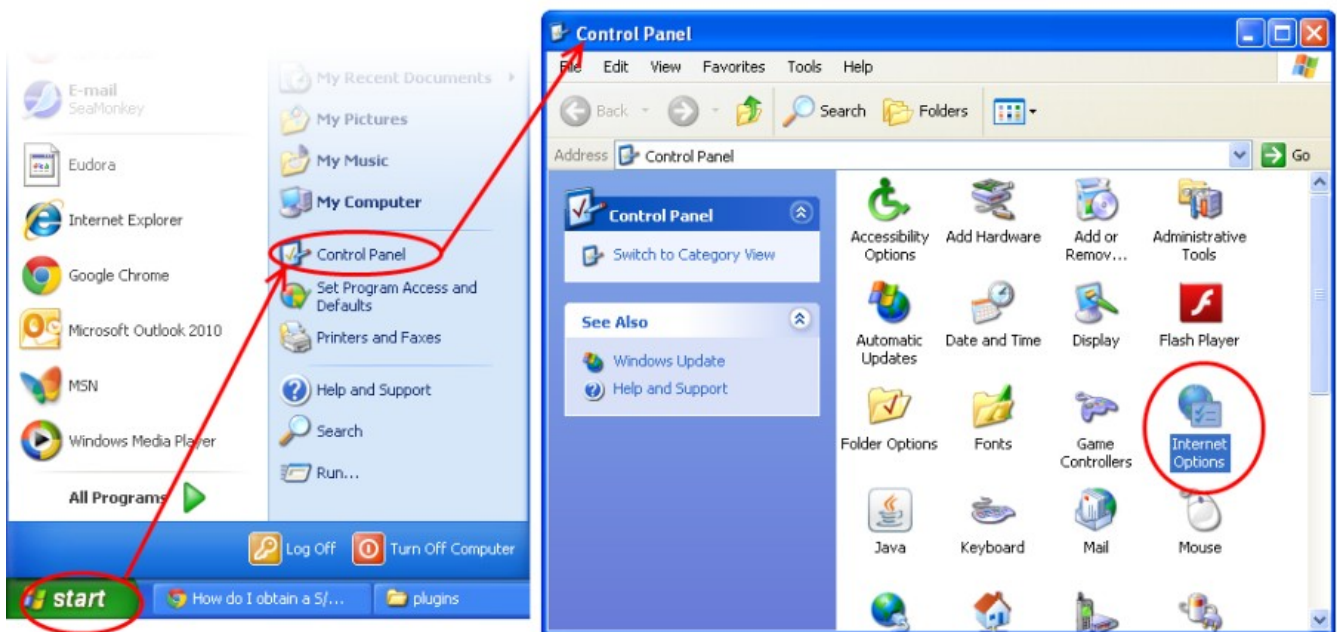 E-mail
SeaMonkey
Eudora
Internet Explorer
Google Chrome
Microsoft Outlook 2010
MSN
Windows Media Player
All Programs
My Recent Documents
My Pictures
My Music
My Computer
Control Panel
Set Program Access and
Defaults
Printers and Faxes
Help and Support
Search
Run...
Log Off
Turn Off Computer
start
How do I obtain a S/...
plugins
Control Panel
File Edit View Favorites Tools Help
Back Search Folders
Address Control Panel Go
Control Panel
Switch to Category View
See Also
Windows Update
Help and Support
Accessibility
Options
Add Hardware
Add or
Remov...
Administrative
Tools
Automatic
Updates
Date and Time
Display
Flash Player
Folder Options
Fonts
Game
Controllers
Internet
Options
Java
Keyboard
Mail
Mouse